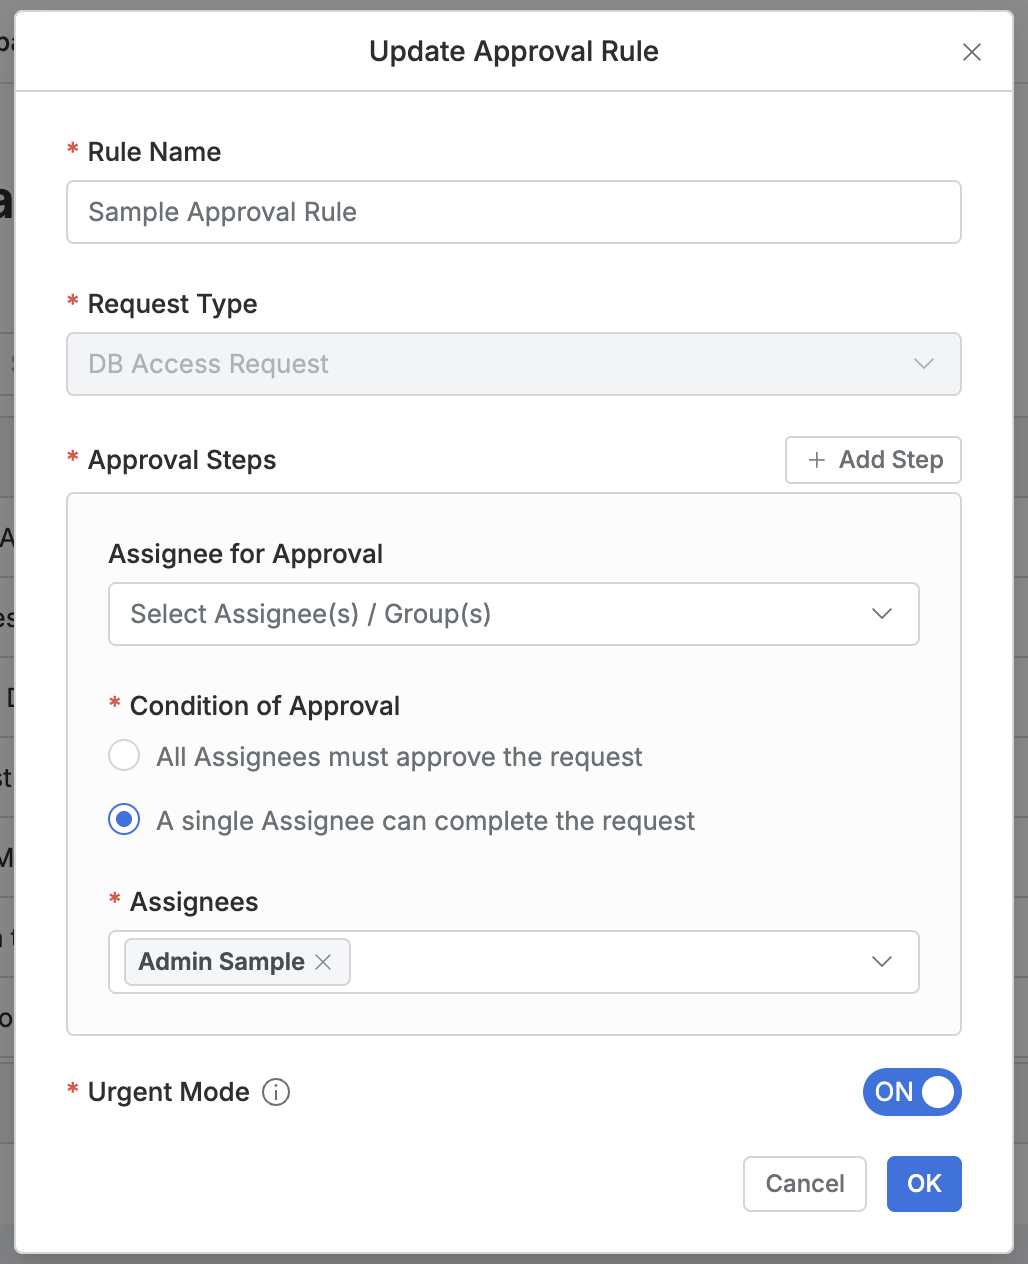 Update Approval Rule
* Rule Name
Sample Approval Rule
* Request Type
DB Access Request
* Approval Steps
+ Add Step
Assignee for Approval
Select Assignee(s) / Group(s)
* Condition of Approval
All Assignees must approve the request
A single Assignee can complete the request
* Assignees
Admin Sample
* Urgent Mode
ON
Cancel
OK